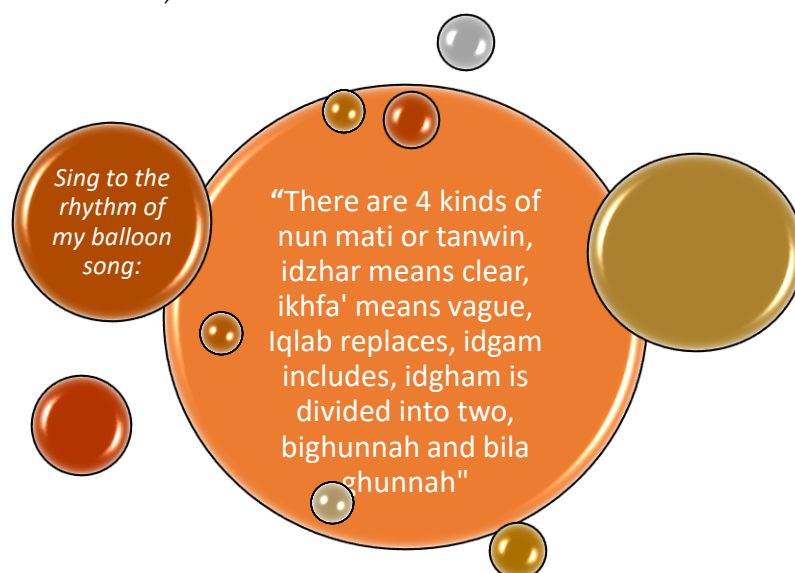 Sing to the
rhythm of
my balloon
song:
“There are 4 kinds of
nun mati or tanwin,
idzhar means clear,
ikhfa' means vague,
Iqlab replaces, idgam
includes, idgham is
divided into two,
bighunnah and bila
ghunnah"